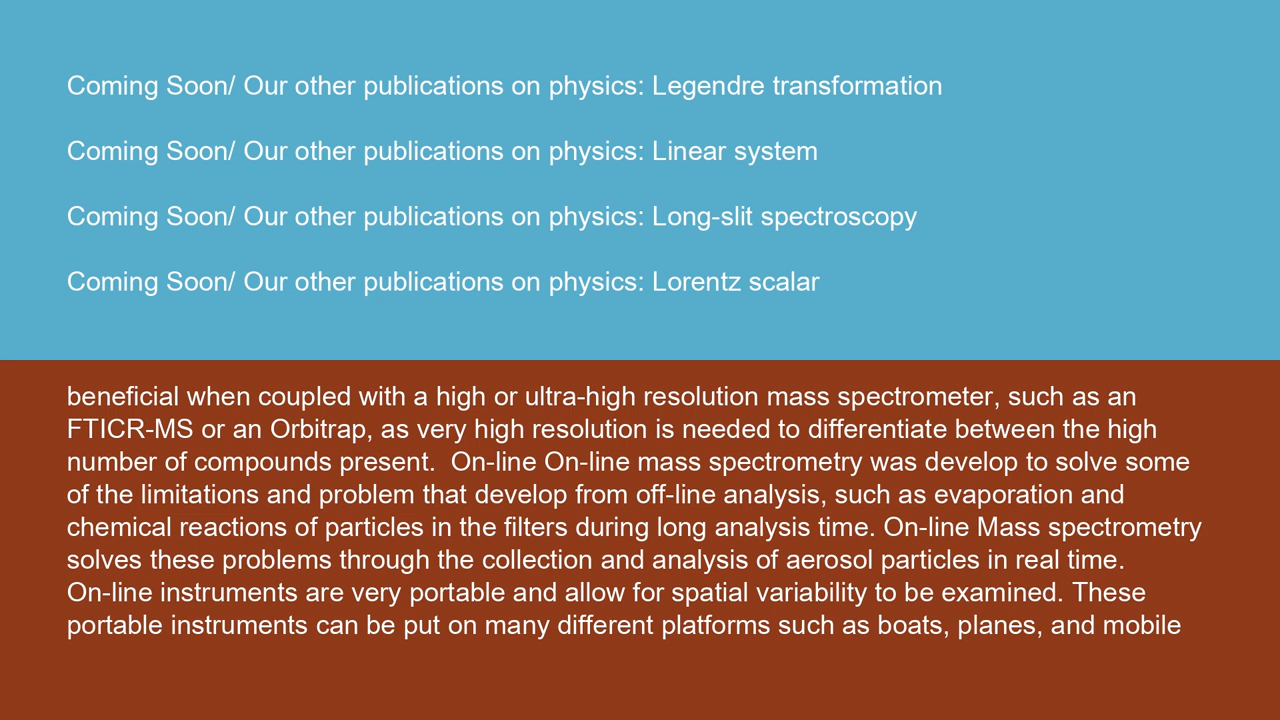 Coming Soon/ Our other publications on physics: Legendre transformation
Coming Soon/ Our other publications on physics: Linear system
Coming Soon/ Our other publications on physics: Long-slit spectroscopy
Coming Soon/ Our other publications on physics: Lorentz scalar
beneficial when coupled with a high or ultra-high resolution mass spectrometer, such as an
FTICR-MS or an Orbitrap, as very high resolution is needed to differentiate between the high
number of compounds present.  On-line On-line mass spectrometry was develop to solve some
of the limitations and problem that develop from off-line analysis, such as evaporation and
chemical reactions of particles in the filters during long analysis time. On-line Mass spectrometry
solves these problems through the collection and analysis of aerosol particles in real time.
On-line instruments are very portable and allow for spatial variability to be examined. These
portable instruments can be put on many different platforms such as boats, planes, and mobile